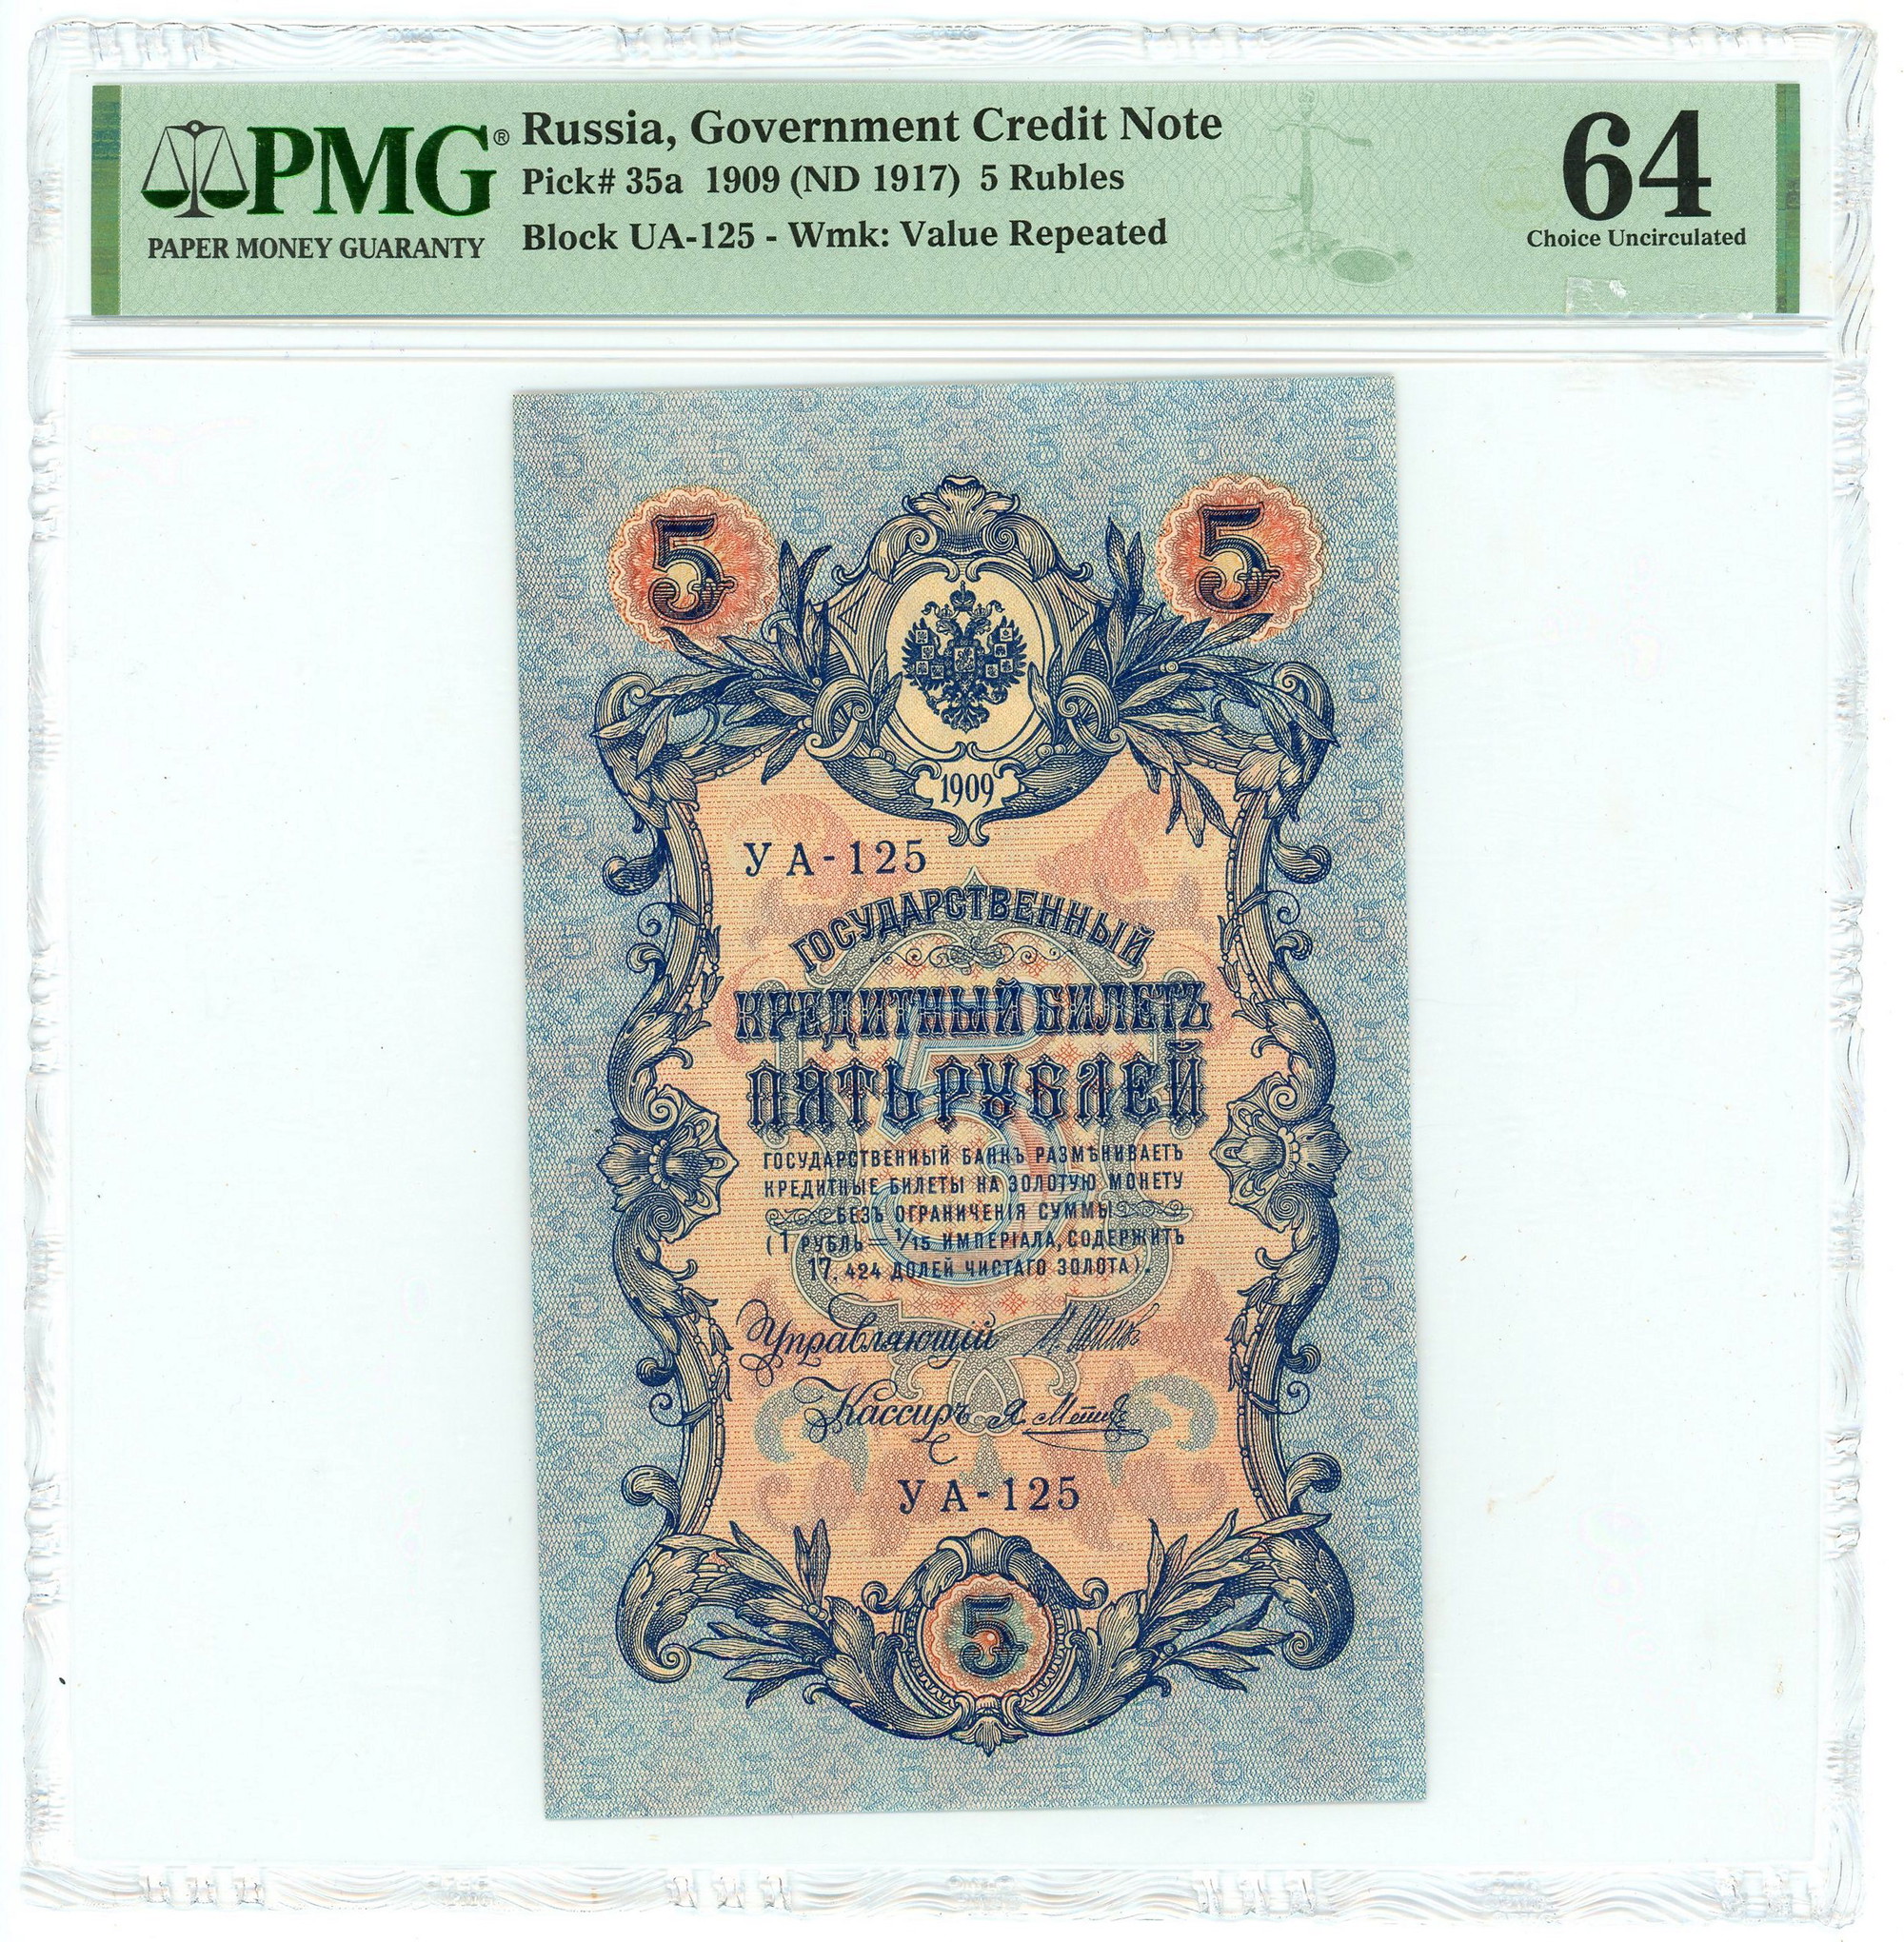 PMG®
PAPER MONEY GUARANTY
Russia, Government Credit Note
Pick# 35a 1909 (ND 1917) 5 Rubles
Block UA-125 - Wmk: Value Repeated
64
Choice Uncirculated
5
5
1909
УА-125
ГОСУДАРСТВЕННЫЙ
КРЕДИТНЫЙ БИЛЕТЪ
ПЯТЬ РУБЛЕЙ
ГОСУДАРСТВЕННЫЙ БАНКЪ РАЗМѢНИВАЕТЪ
КРЕДИТНЫЕ БИЛЕТЫ НА ЗОЛОТУЮ МОНЕТУ
БЕЗЪ ОГРАНИЧЕНІЯ СУММЫ
(1 РУБЛЬ = 1/15 ИМПЕРІАЛА, СОДЕРЖИТЪ
17,424 ДОЛЕЙ ЧИСТАГО ЗОЛОТА).
Управляющій
Кассиръ
УА-125
5